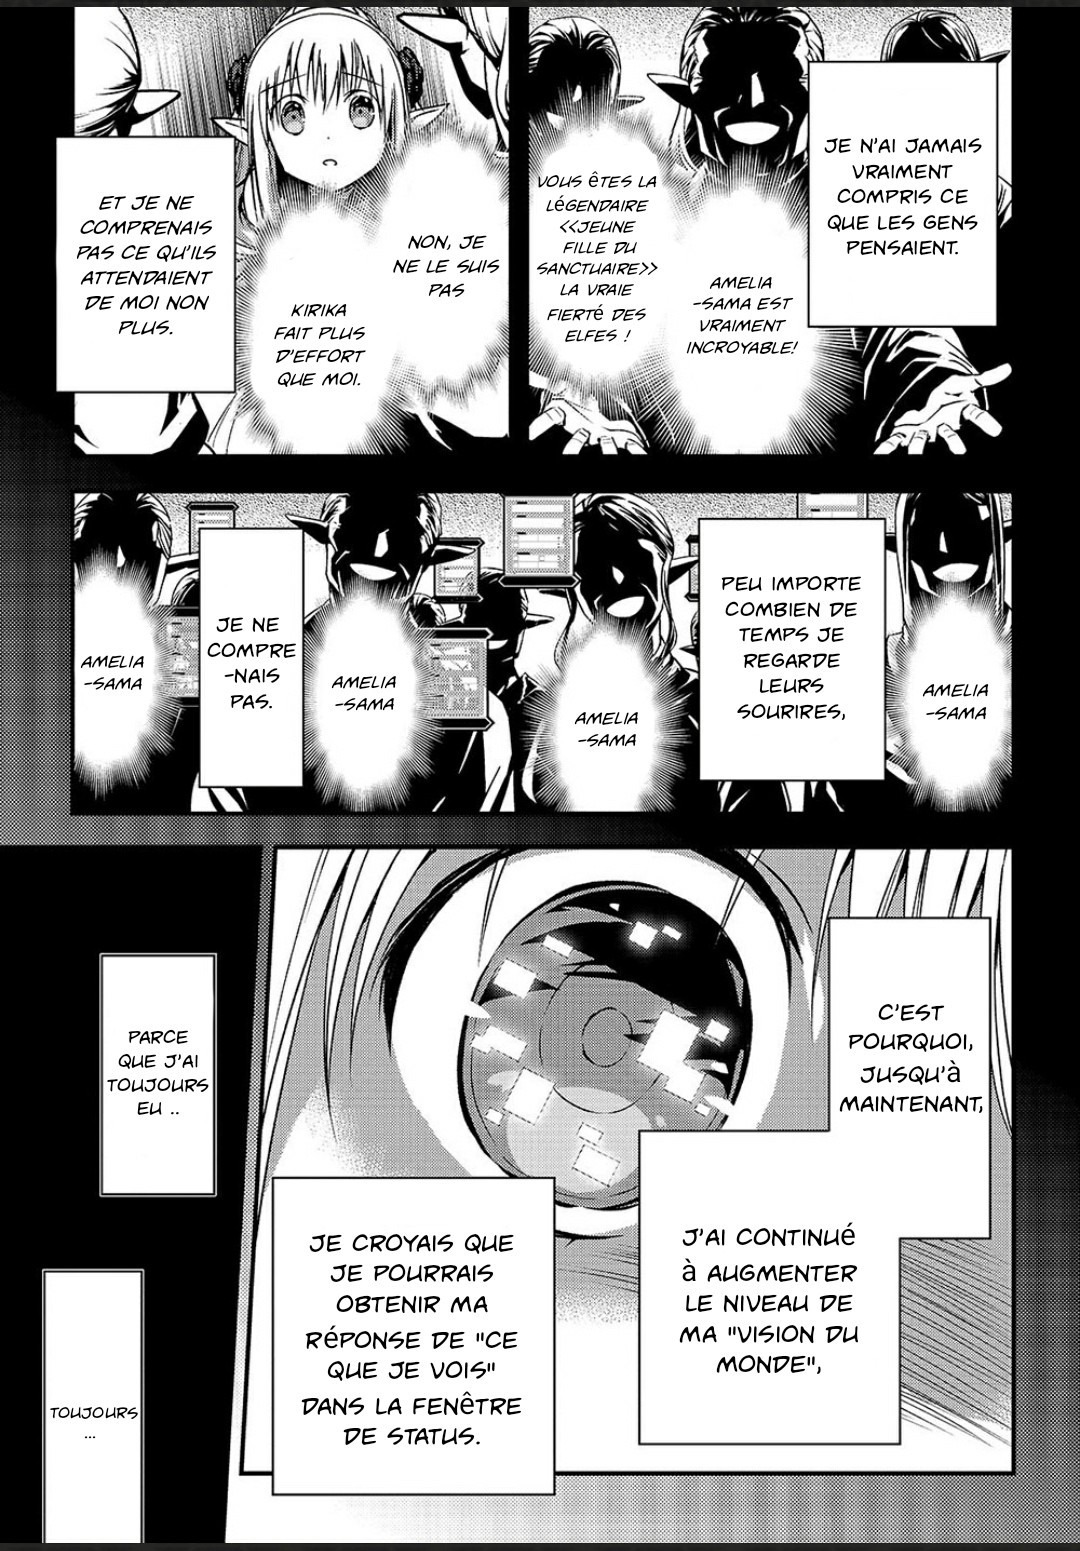 JE N'AI JAMAIS
VRAIMENT
COMPRIS CE
QUE LES GENS
PENSAIENT.
AMELIA
-SAMA EST
VRAIMENT
INCROYABLE!
VOUS êTES LA
LéGENDAIRE
<<JEUNE
FILLE DU
SANCTUAIRE>>
LA VRAIE
FIERTé DES
ELFES !
NON, JE
NE LE SUIS
PAS
KIRIKA
FAIT PLUS
D'EFFORT
QUE MOI.
ET JE NE
COMPRENAIS
PAS CE QU'ILS
ATTENDAIENT
DE MOI NON
PLUS.
AMELIA
-SAMA
PEU IMPORTE
COMBIEN DE
TEMPS JE
REGARDE
LEURS
SOURIRES,
AMELIA
-SAMA
AMELIA
-SAMA
JE NE
COMPRE
-NAIS
PAS.
AMELIA
-SAMA
C'EST
POURQUOI,
JUSQU'à
MAINTENANT,
J'AI CONTINUé
à AUGMENTER
LE NIVEAU DE
MA "VISION DU
MONDE",
JE CROYAIS QUE
JE POURRAIS
OBTENIR MA
RéPONSE DE "CE
QUE JE VOIS"
DANS LA FENêTRE
DE STATUS.
PARCE
QUE J'AI
TOUJOURS
EU ..
TOUJOURS
...